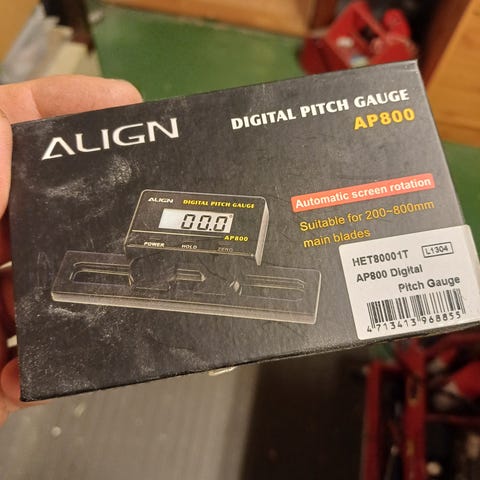 ALIGN
DIGITAL PITCH GAUGE
AP800
Automatic screen rotation
Suitable for 200~800mm
main blades
ALIGN DIGITAL PITCH GAUGE
00.0°
AP800
POWER HOLD ZERO
HET80001T L1304
AP800 Digital
Pitch Gauge
4713413968855